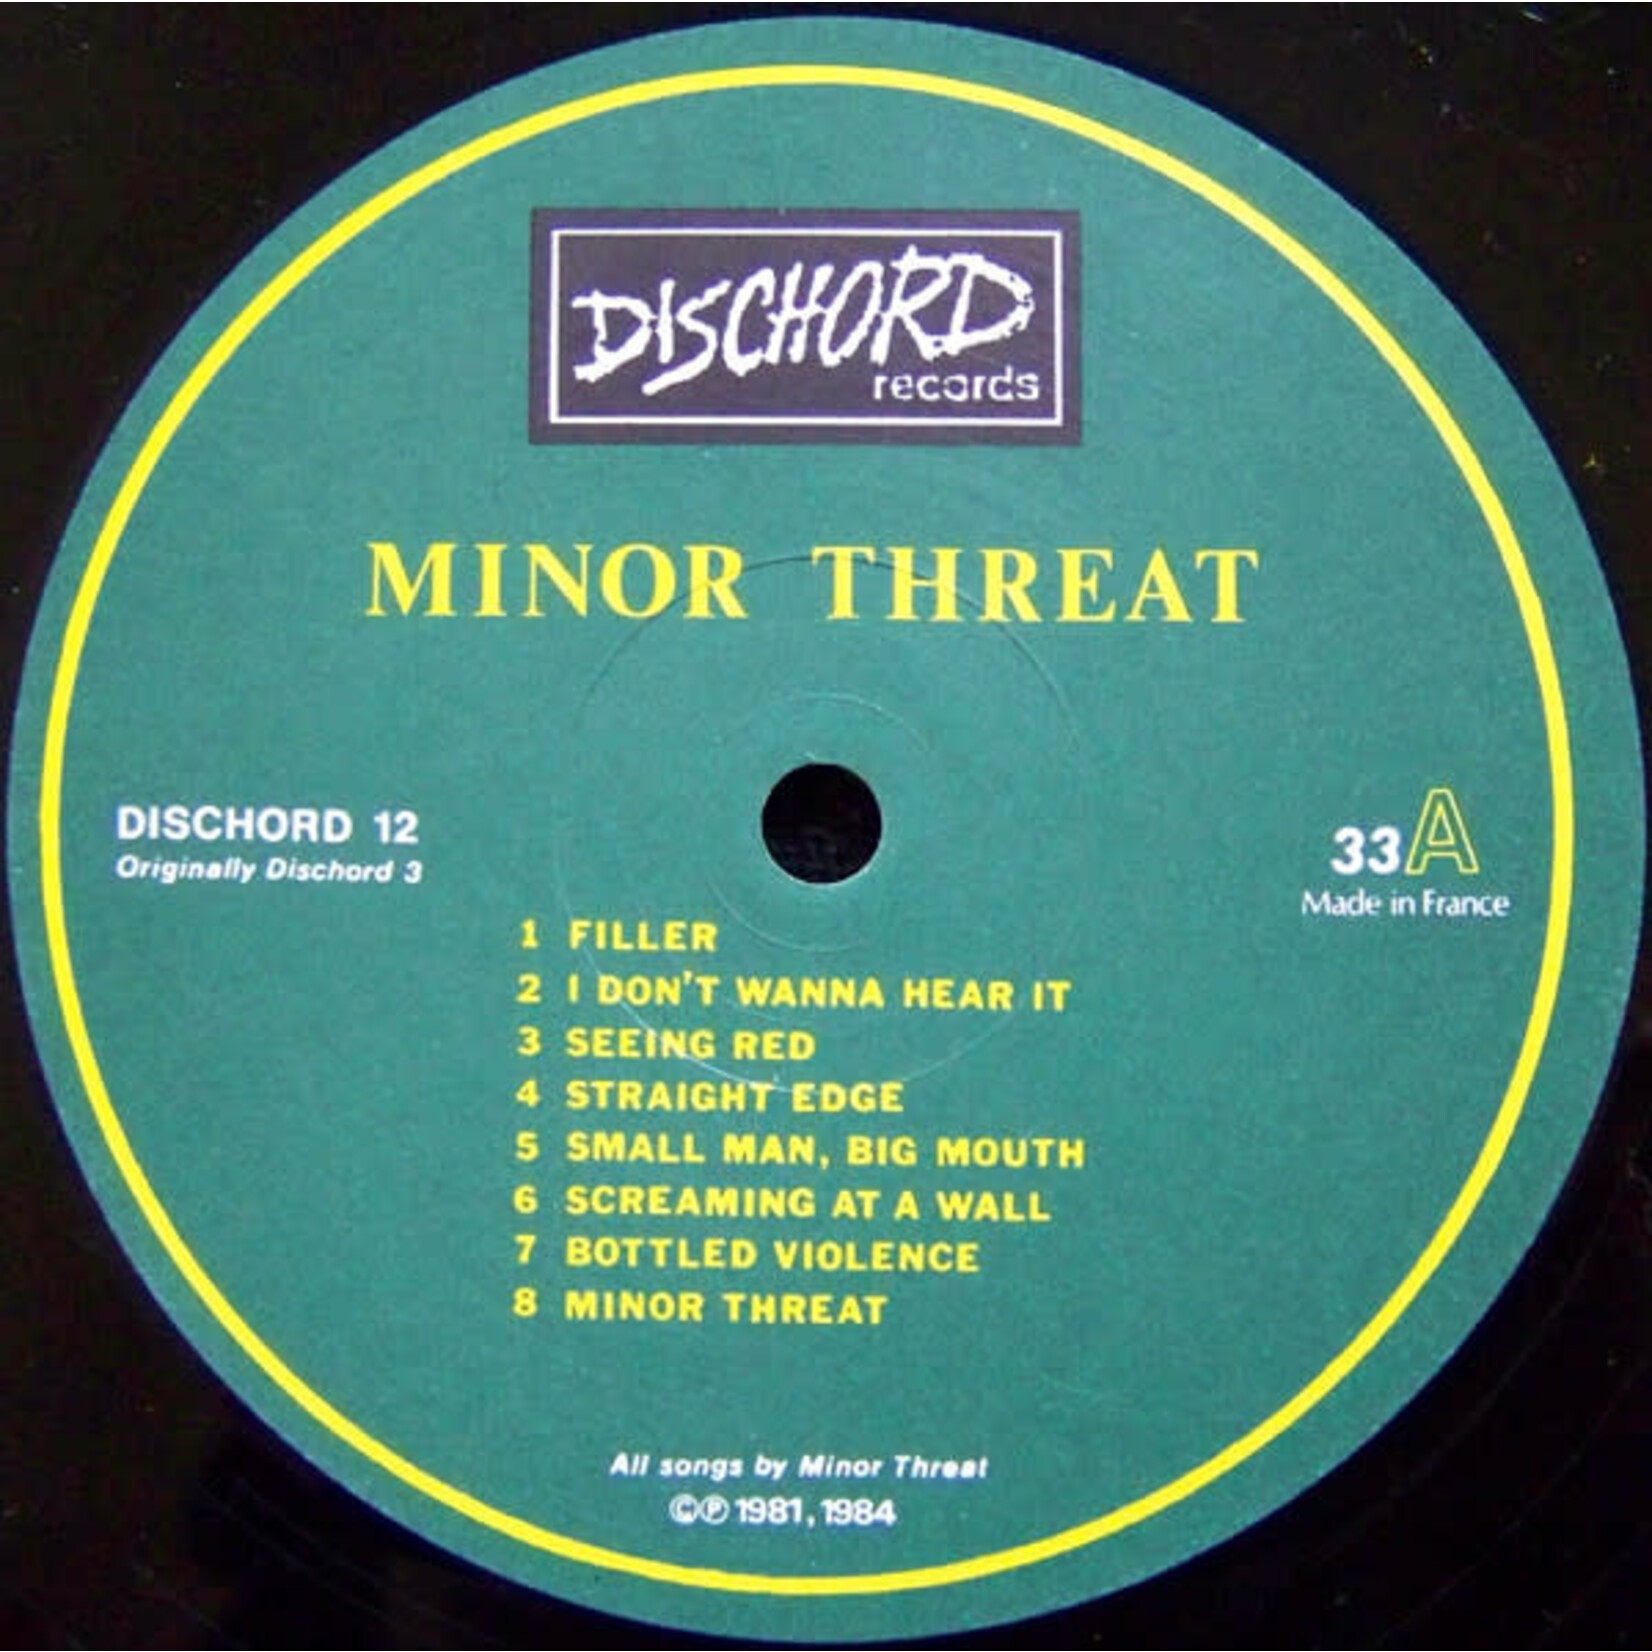 DISCHORD
records
MINOR THREAT
DISCHORD 12
Originally Dischord 3
33 A
Made in France
1 FILLER
2 I DON'T WANNA HEAR IT
3 SEEING RED
4 STRAIGHT EDGE
5 SMALL MAN, BIG MOUTH
6 SCREAMING AT A WALL
7 BOTTLED VIOLENCE
8 MINOR THREAT
All songs by Minor Threat
©℗ 1981, 1984